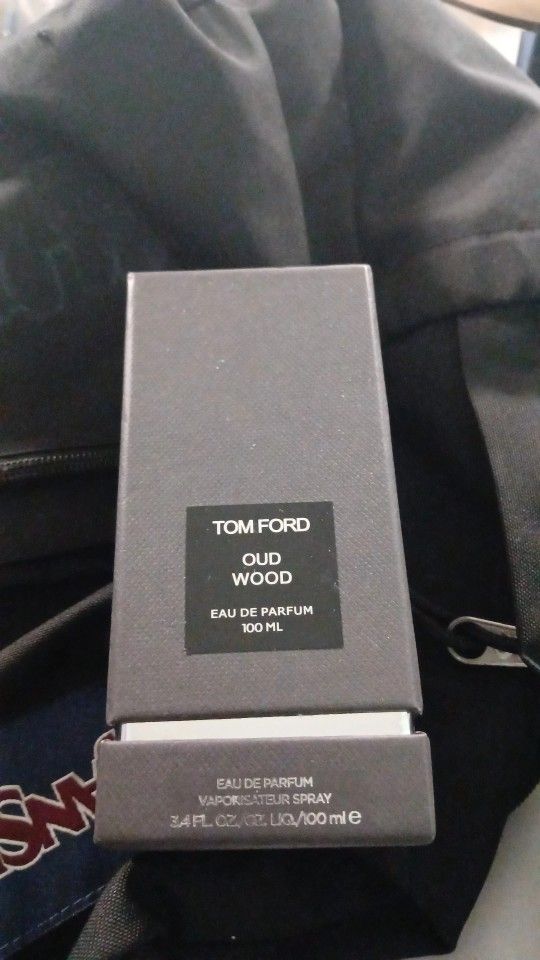 TOM FORD
OUD
WOOD
EAU DE PARFUM
100 ML
EAU DE PARFUM
VAPORISATEUR SPRAY
3.4 FL. OZ./OZ. LIQ./100 ml e